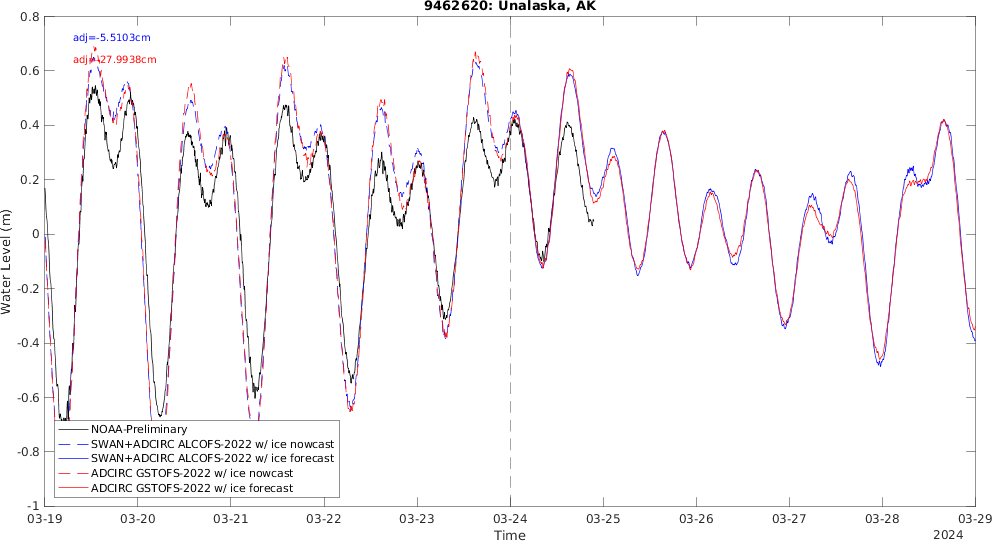 9462620: Unalaska, AK
adj=-5.5103cm
adj=-27.9938cm
Water Level (m)
0.8
0.6
0.4
0.2
0
-0.2
-0.4
-0.6
-0.8
-1
NOAA-Preliminary
SWAN+ADCIRC ALCOFS-2022 w/ ice nowcast
SWAN+ADCIRC ALCOFS-2022 w/ ice forecast
ADCIRC GSTOFS-2022 w/ ice nowcast
ADCIRC GSTOFS-2022 w/ ice forecast
03-19 03-20 03-21 03-22 03-23 03-24 03-25 03-26 03-27 03-28 03-29
Time
2024